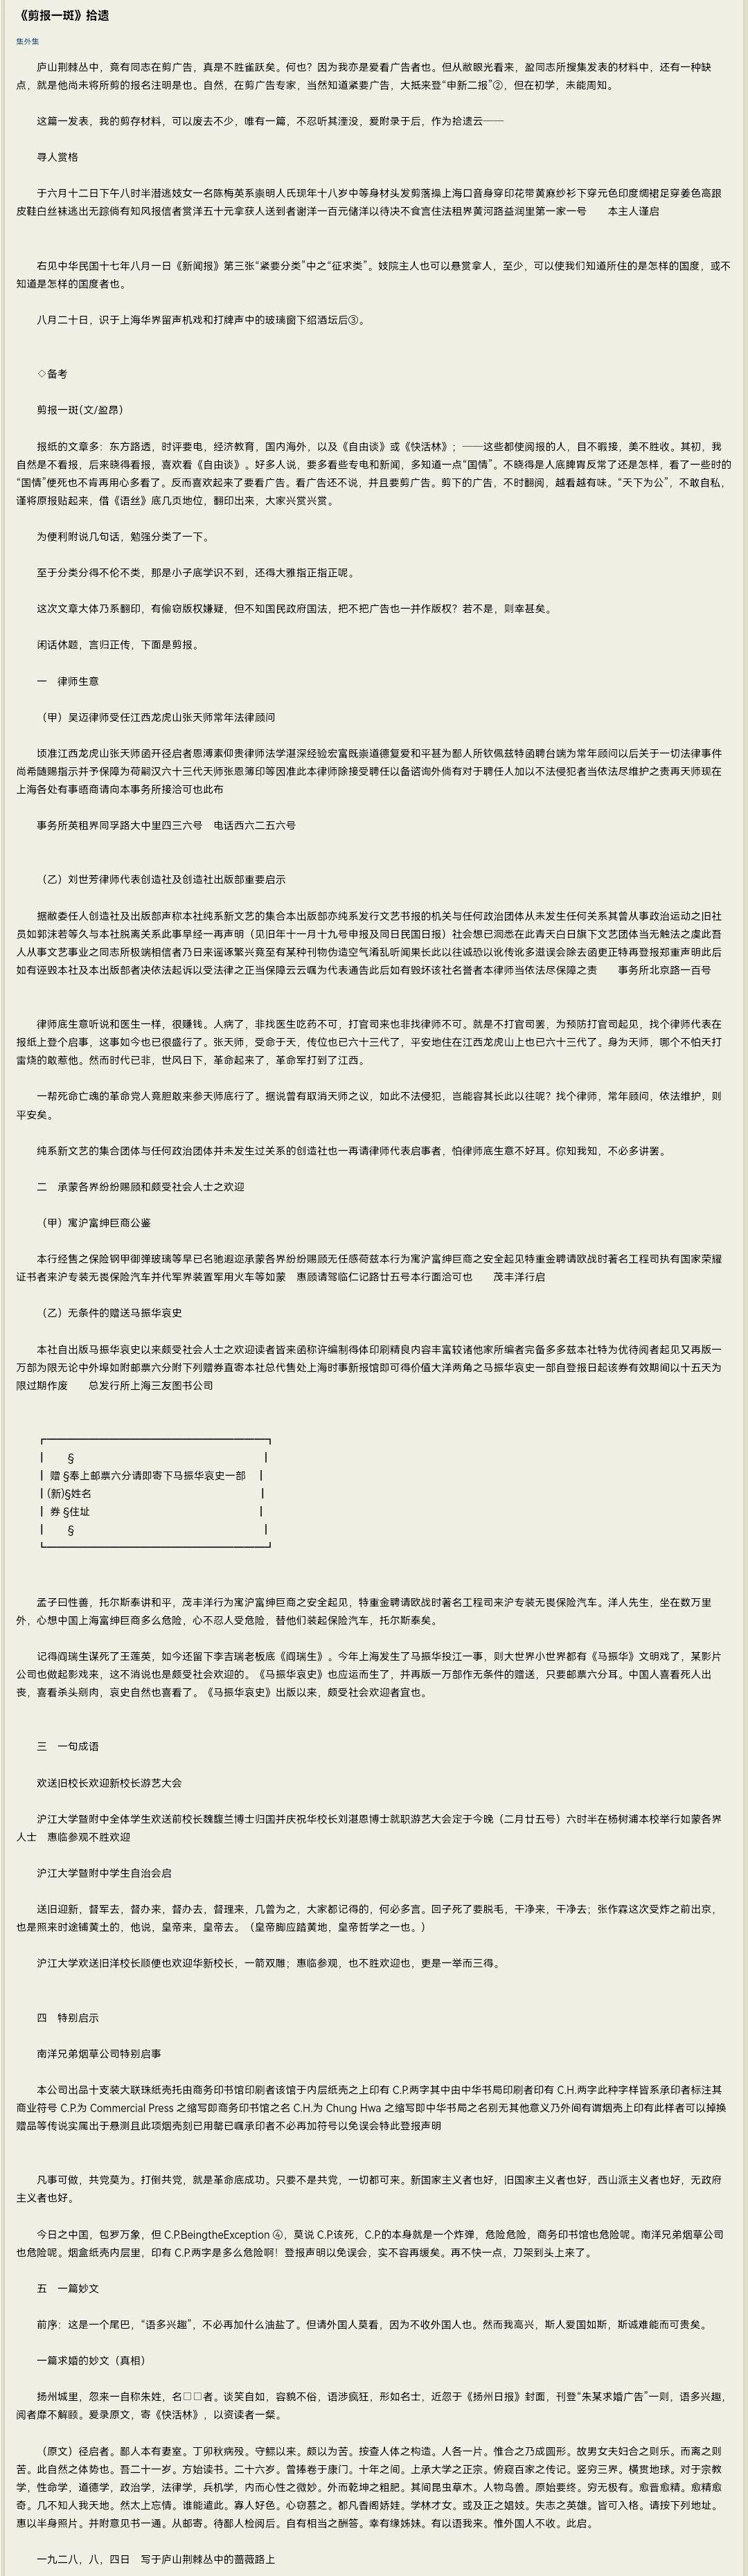 《剪报一斑》拾遗
集外集
庐山荆棘丛中，竟有同志在剪广告，真是不胜雀跃矣。何也？因为我亦是爱看广告者也。但从敝眼光看来，盈同志所搜集发表的材料中，还有一种缺
点，就是他尚未将所剪的报名注明是也。自然，在剪广告专家，当然知道紧要广告，大抵来登“申新二报”②，但在初学，未能周知。
这篇一发表，我的剪存材料，可以废去不少，唯有一篇，不忍听其湮没，爰附录于后，作为拾遗云──
寻人赏格
于六月十二日下午八时半潜逃妓女一名陈梅英系崇明人氏现年十八岁中等身材头发剪落操上海口音身穿印花带黄麻纱衫下穿元色印度绸裙足穿姜色高跟
皮鞋白丝袜逃出无踪倘有知风报信者赏洋五十元拿获人送到者谢洋一百元储洋以待决不食言住法租界黄河路益润里第一家一号　　本主人谨启
右见中华民国十七年八月一日《新闻报》第三张“紧要分类”中之“征求类”。妓院主人也可以悬赏拿人，至少，可以使我们知道所住的是怎样的国度，或不
知道是怎样的国度者也。
八月二十日，识于上海华界留声机戏和打牌声中的玻璃窗下绍酒坛后③。
◇备考
剪报一斑(文/盈昂)
报纸的文章多：东方路透，时评要电，经济教育，国内海外，以及《自由谈》或《快活林》；──这些都使阅报的人，目不暇接，美不胜收。其初，我
自然是不看报，后来晓得看报，喜欢看《自由谈》。好多人说，要多看些专电和新闻，多知道一点“国情”。不晓得是人底脾胃反常了还是怎样，看了一些时的
“国情”便死也不肯再用心多看了。反而喜欢起来了要看广告。看广告还不说，并且要剪广告。剪下的广告，不时翻阅，越看越有味。“天下为公”，不敢自私，
谨将原报贴起来，借《语丝》底几页地位，翻印出来，大家兴赏兴赏。
为便利附说几句话，勉强分类了一下。
至于分类分得不伦不类，那是小子底学识不到，还得大雅指正指正呢。
这次文章大体乃系翻印，有偷窃版权嫌疑，但不知国民政府国法，把不把广告也一并作版权？若不是，则幸甚矣。
闲话休题，言归正传，下面是剪报。
一　律师生意
（甲）吴迈律师受任江西龙虎山张天师常年法律顾问
顷准江西龙虎山张天师函开径启者恩溥素仰贵律师法学湛深经验宏富既崇道德复爱和平甚为鄙人所钦佩兹特函聘台端为常年顾问以后关于一切法律事件
尚希随赐指示并予保障为荷嗣汉六十三代天师张恩簿印等因准此本律师除接受聘任以备谘询外倘有对于聘任人加以不法侵犯者当依法尽维护之责再天师现在
上海各处有事晤商请向本事务所接洽可也此布
事务所英租界同孚路大中里四三六号　电话西六二五六号
（乙）刘世芳律师代表创造社及创造社出版部重要启示
据敝委任人创造社及出版部声称本社纯系新文艺的集合本出版部亦纯系发行文艺书报的机关与任何政治团体从未发生任何关系其曾从事政治运动之旧社
员如郭沫若等久与本社脱离关系此事早经一再声明（见旧年十一月十九号申报及同日民国日报）社会想已洞悉在此青天白日旗下文艺团体当无触法之虞此吾
人从事文艺事业之同志所极端相信者乃日来谣诼繁兴竟至有某种刊物伪造空气淆乱听闻果长此以往诚恐以讹传讹多滋误会除去函更正特再登报郑重声明此后
如有诬毁本社及本出版部者决依法起诉以受法律之正当保障云云嘱为代表通告此后如有毁坏该社名誉者本律师当依法尽保障之责　　事务所北京路一百号
律师底生意听说和医生一样，很赚钱。人病了，非找医生吃药不可，打官司来也非找律师不可。就是不打官司罢，为预防打官司起见，找个律师代表在
报纸上登个启事，这事如今也已很盛行了。张天师，受命于天，传位也已六十三代了，平安地住在江西龙虎山上也已六十三代了。身为天师，哪个不怕天打
雷烧的敢惹他。然而时代已非，世风日下，革命起来了，革命军打到了江西。
一帮死命亡魂的革命党人竟胆敢来参天师底行了。据说曾有取消天师之议，如此不法侵犯，岂能容其长此以往呢？找个律师，常年顾问，依法维护，则
平安矣。
纯系新文艺的集合团体与任何政治团体并未发生过关系的创造社也一再请律师代表启事者，怕律师底生意不好耳。你知我知，不必多讲罢。
二　承蒙各界纷纷赐顾和颇受社会人士之欢迎
（甲）寓沪富绅巨商公鉴
本行经售之保险钢甲御弹玻璃等早已名驰遐迩承蒙各界纷纷赐顾无任感荷兹本行为寓沪富绅巨商之安全起见特重金聘请欧战时著名工程司执有国家荣耀
证书者来沪专装无畏保险汽车并代军界装置军用火车等如蒙　惠顾请驾临仁记路廿五号本行面洽可也　　茂丰洋行启
（乙）无条件的赠送马振华哀史
本社自出版马振华哀史以来颇受社会人士之欢迎读者皆来函称许编制得体印刷精良内容丰富较诸他家所编者完备多多兹本社特为优待阅者起见又再版一
万部为限无论中外埠如附邮票六分附下列赠券直寄本社总代售处上海时事新报馆即可得价值大洋两角之马振华哀史一部自登报日起该券有效期间以十五天为
限过期作废　　总发行所上海三友图书公司
§
赠 §奉上邮票六分请即寄下马振华哀史一部
(新)§姓名
券 §住址
§
孟子曰性善，托尔斯泰讲和平，茂丰洋行为寓沪富绅巨商之安全起见，特重金聘请欧战时著名工程司来沪专装无畏保险汽车。洋人先生，坐在数万里
外，心想中国上海富绅巨商多么危险，心不忍人受危险，替他们装起保险汽车，托尔斯泰矣。
记得阎瑞生谋死了王莲英，如今还留下李吉瑞老板底《阎瑞生》。今年上海发生了马振华投江一事，则大世界小世界都有《马振华》文明戏了，某影片
公司也做起影戏来，这不消说也是颇受社会欢迎的。《马振华哀史》也应运而生了，并再版一万部作无条件的赠送，只要邮票六分耳。中国人喜看死人出
丧，喜看杀头剐肉，哀史自然也喜看了。《马振华哀史》出版以来，颇受社会欢迎者宜也。
三　一句成语
欢送旧校长欢迎新校长游艺大会
沪江大学暨附中全体学生欢送前校长魏馥兰博士归国并庆祝华校长刘湛恩博士就职游艺大会定于今晚（二月廿五号）六时半在杨树浦本校举行如蒙各界
人士　惠临参观不胜欢迎
沪江大学暨附中学生自治会启
送旧迎新，督军去，督办来，督办去，督理来，几曾为之，大家都记得的，何必多言。回子死了要脱毛，干净来，干净去；张作霖这次受炸之前出京，
也是照来时途铺黄土的，他说，皇帝来，皇帝去。（皇帝脚应踏黄地，皇帝哲学之一也。）
沪江大学欢送旧洋校长顺便也欢迎华新校长，一箭双雕；惠临参观，也不胜欢迎也，更是一举而三得。
四　特别启示
南洋兄弟烟草公司特别启事
本公司出品十支装大联珠纸壳托由商务印书馆印刷者该馆于内层纸壳之上印有 C.P.两字其中由中华书局印刷者印有 C.H.两字此种字样皆系承印者标注其
商业符号 C.P.为 Commercial Press 之缩写即商务印书馆之名 C.H.为 Chung Hwa 之缩写即中华书局之名别无其他意义乃外间有谓烟壳上印有此样者可以掉换
赠品等传说实属出于悬测且此项烟壳刻已用罄已嘱承印者不必再加符号以免误会特此登报声明
凡事可做，共党莫为。打倒共党，就是革命底成功。只要不是共党，一切都可来。新国家主义者也好，旧国家主义者也好，西山派主义者也好，无政府
主义者也好。
今日之中国，包罗万象，但 C.P.BeingtheException ④，莫说 C.P.该死，C.P.的本身就是一个炸弹，危险危险，商务印书馆也危险呢。南洋兄弟烟草公司
也危险呢。烟盒纸壳内层里，印有 C.P.两字是多么危险啊！登报声明以免误会，实不容再缓矣。再不快一点，刀架到头上来了。
五　一篇妙文
前序：这是一个尾巴，“语多兴趣”，不必再加什么油盐了。但请外国人莫看，因为不收外国人也。然而我高兴，斯人爱国如斯，斯诚难能而可贵矣。
一篇求婚的妙文（真相）
扬州城里，忽来一自称朱姓，名□□者。谈笑自如，容貌不俗，语涉疯狂，形如名士，近忽于《扬州日报》封面，刊登“朱某求婚广告”一则，语多兴趣，
阅者靡不解颐。爰录原文，寄《快活林》，以资读者一粲。
（原文）径启者。鄙人本有妻室。丁卯秋病殁。守鳏以来。颇以为苦。按查人体之构造。人各一片。惟合之乃成圆形。故男女夫妇合之则乐。而离之则
苦。此自然之体势也。吾二十一岁。方始读书。二十六岁。曾捧卷于康门。十年之间。上承大学之正宗。俯窥百家之传记。竖穷三界。横贯地球。对于宗教
学，性命学，道德学，政治学，法律学，兵机学，内而心性之微妙。外而乾坤之粗肥。其间昆虫草木。人物鸟兽。原始要终。穷无极有。愈晋愈精。愈精愈
奇。几不知人我天地。然太上忘情。谁能遣此。寡人好色。心窃慕之。都凡香阁娇娃。学林才女。或及正之娼妓。失志之英雄。皆可入格。请按下列地址。
惠以半身照片。并附意见书一通。从邮寄。待鄙人检阅后。自有相当之酬答。幸有缘姊妹。有以语我来。惟外国人不收。此启。
一九二八，八，四日　写于庐山荆棘丛中的蔷薇路上